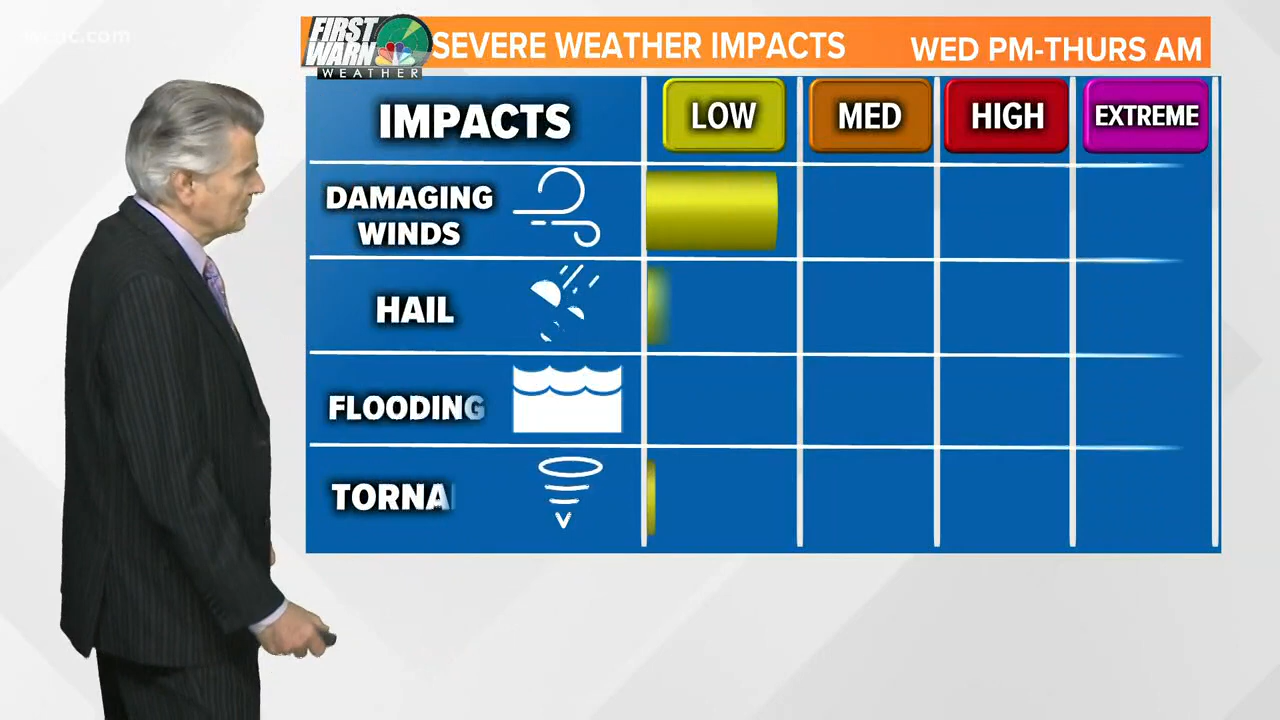 wcnc.com
FIRST
WARN
WEATHER
SEVERE WEATHER IMPACTS
WED PM-THURS AM
IMPACTS
LOW
MED
HIGH
EXTREME
DAMAGING
WINDS
HAIL
FLOODING
TORNA